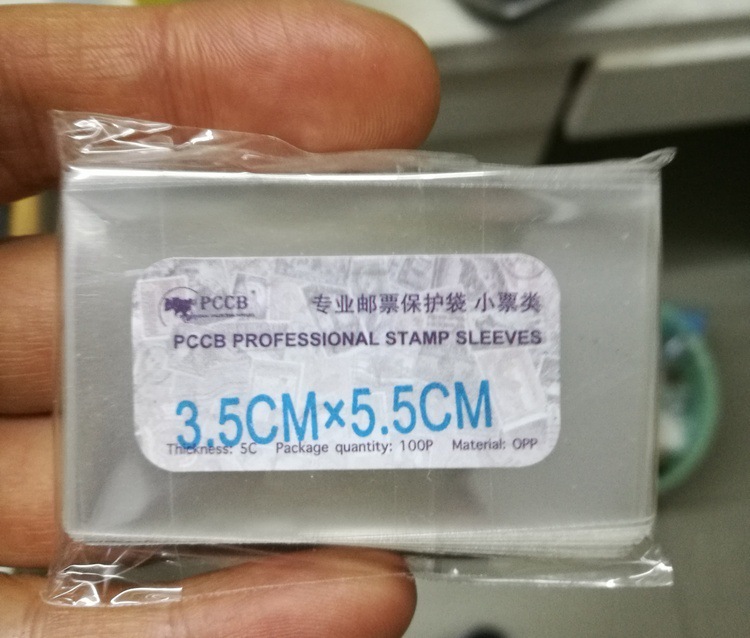 PCCB
专业邮票保护袋 小票类
PCCB PROFESSIONAL STAMP SLEEVES
3.5CM×5.5CM
Thickness: 5C Package quantity: 100P Material: OPP